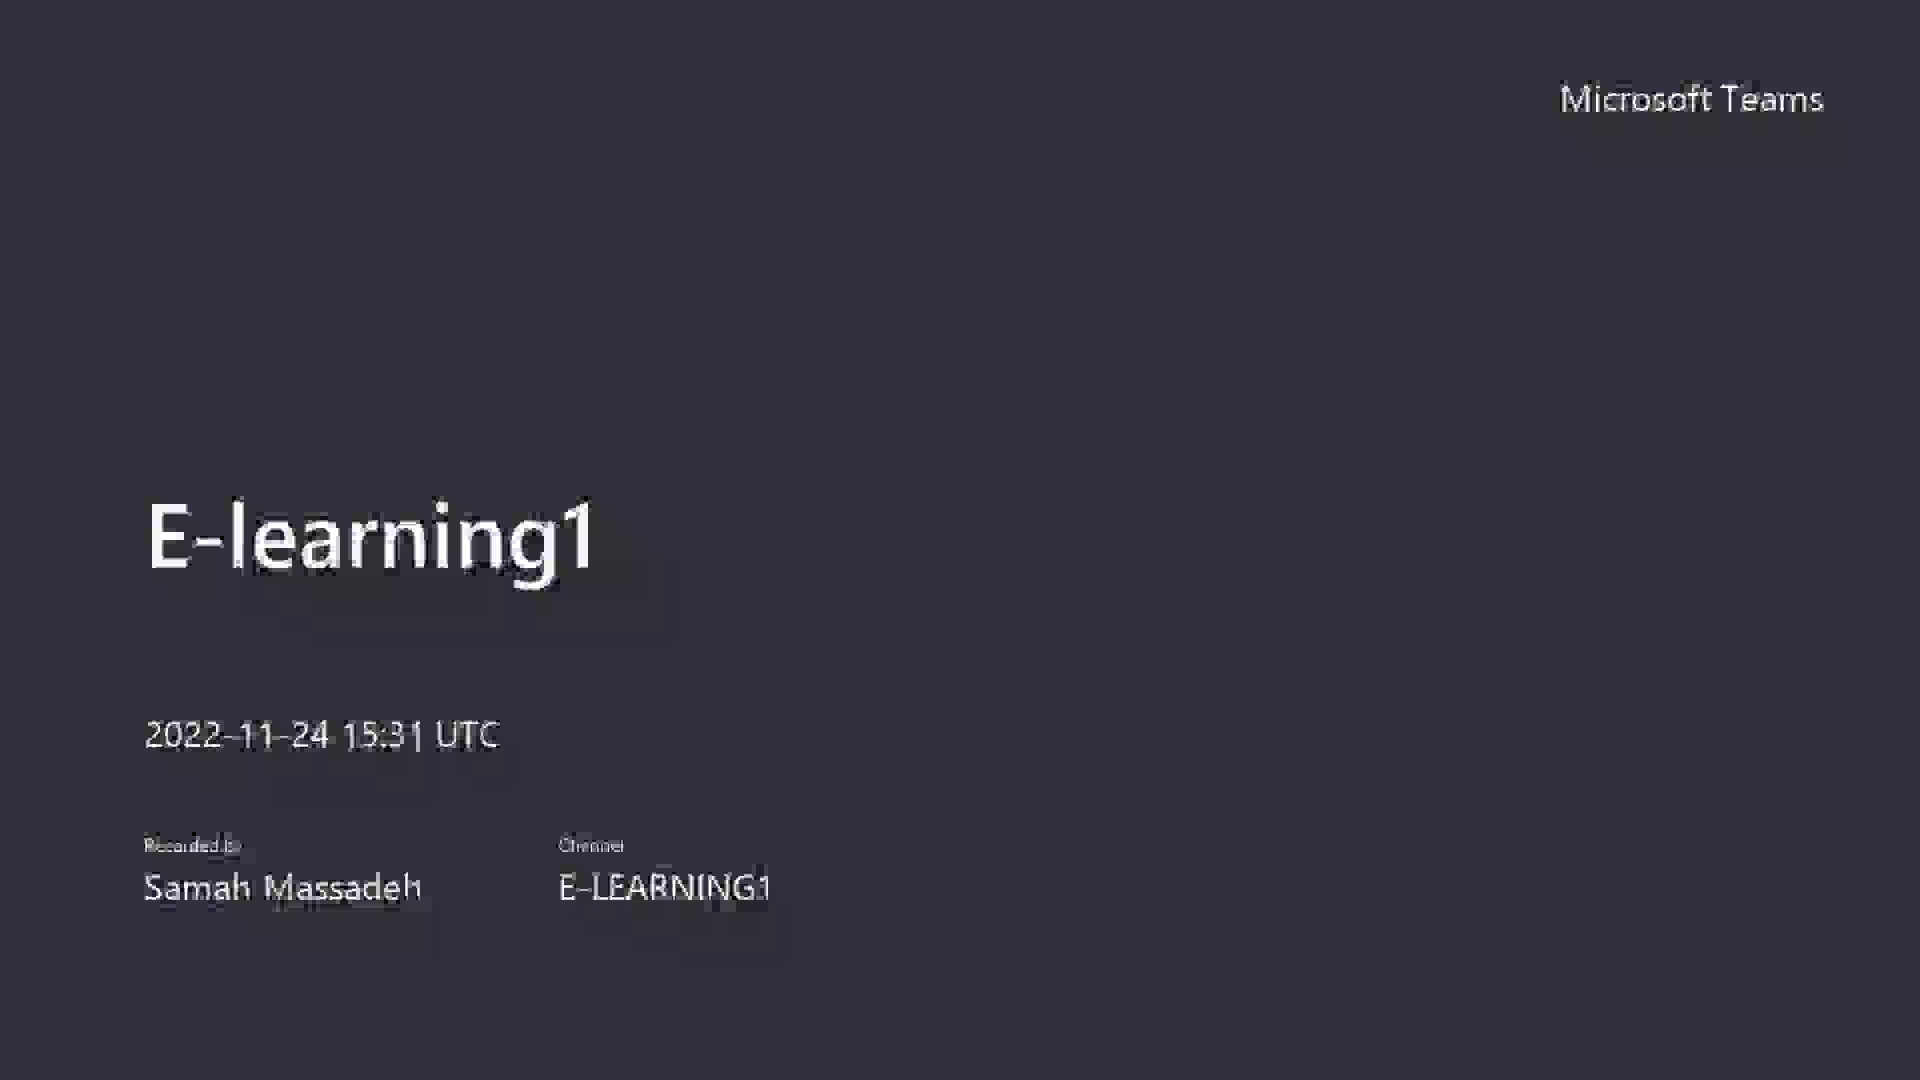 Microsoft Teams
E-learning1
2022-11-24 15:31 UTC
Recorded by
Samah Massadeh
Channel
E-LEARNING1